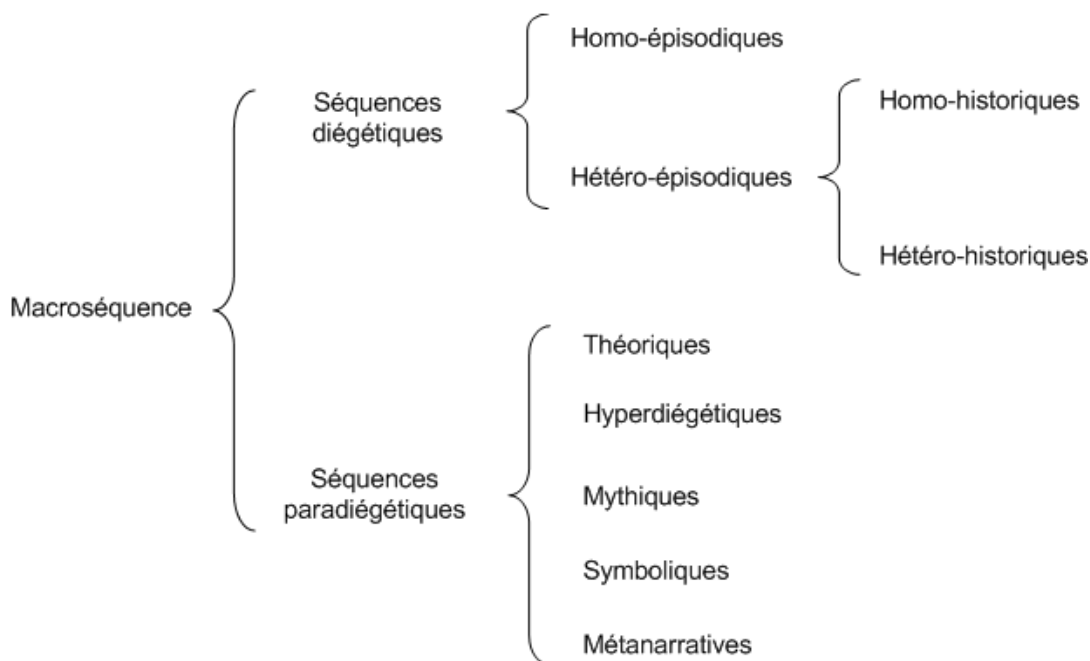 Macroséquence
Séquences
diégétiques
Homo-épisodiques
Hétéro-épisodiques
Homo-historiques
Hétéro-historiques
Séquences
paradiégétiques
Théoriques
Hyperdiégétiques
Mythiques
Symboliques
Métanarratives